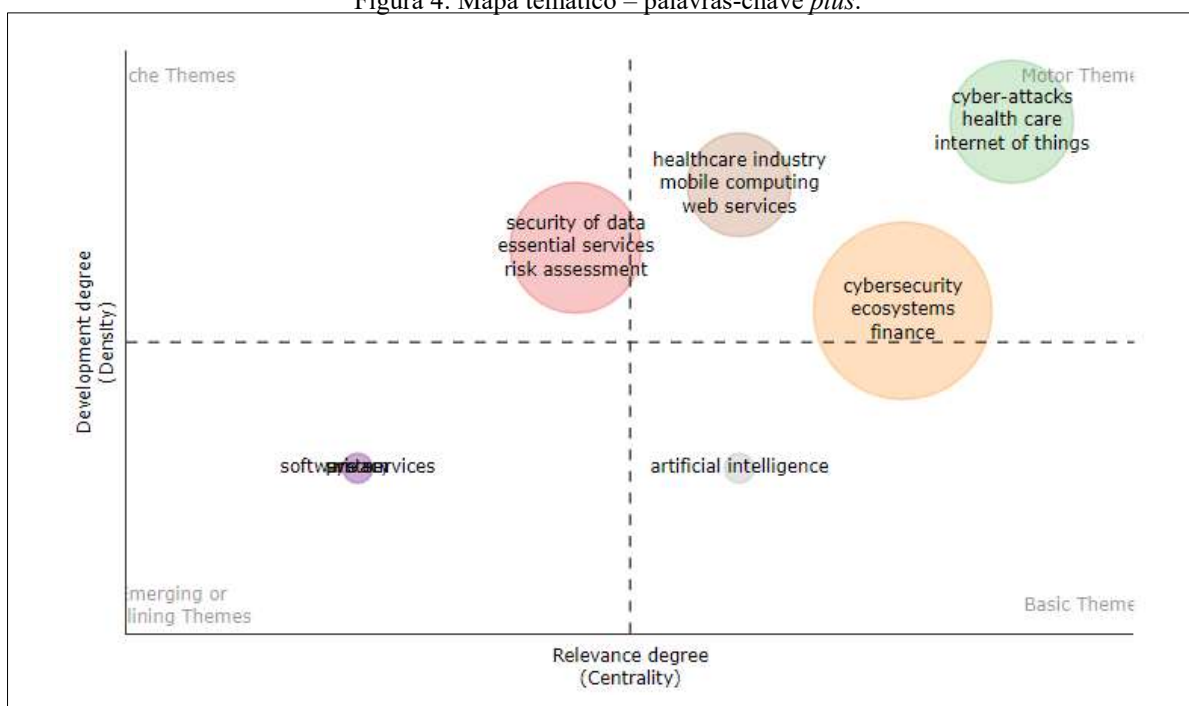 Figura 4: Mapa temático – palavras-chave plus.
che Themes
Motor Theme
cyber-attacks
health care
internet of things
healthcare industry
mobile computing
web services
security of data
essential services
risk assessment
cybersecurity
ecosystems
finance
Development degree
(Density)
services
artificial intelligence
Emerging or
lining Themes
Basic Theme
Relevance degree
(Centrality)